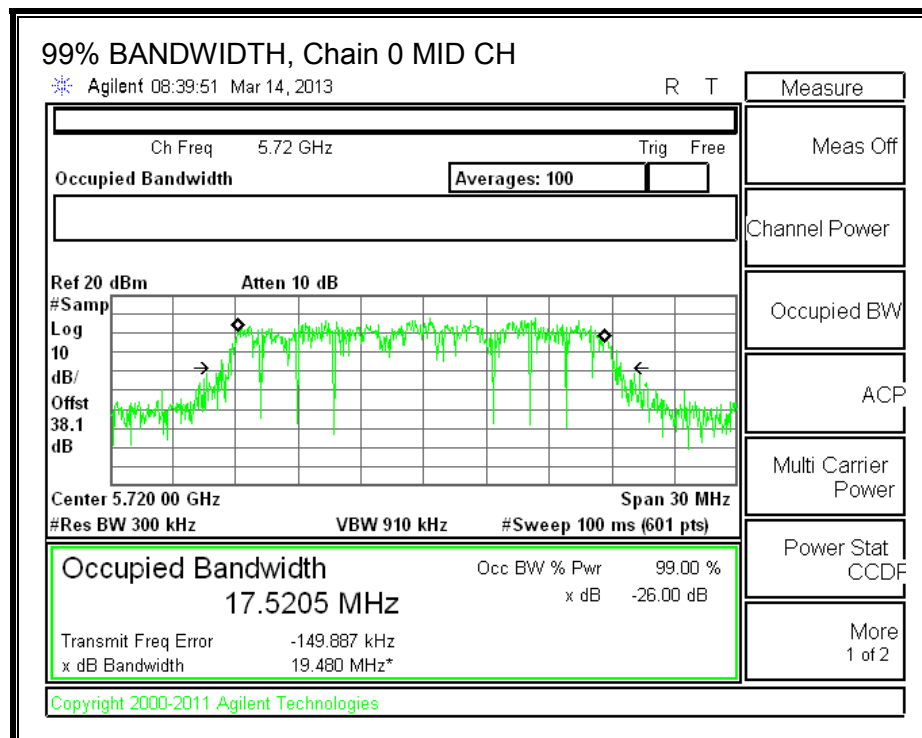 99% BANDWIDTH, Chain 0 MID CH
Agilent 08:39:51 Mar 14, 2013 R T
Measure
Ch Freq 5.72 GHz Trig Free
Meas Off
Occupied Bandwidth Averages: 100
Channel Power
Ref 20 dBm Atten 10 dB
#Samp
Log
10
dB/
Offst
38.1
dB
Occupied BW
ACP
Center 5.720 00 GHz Span 30 MHz
#Res BW 300 kHz VBW 910 kHz #Sweep 100 ms (601 pts)
Multi Carrier
Power
Occupied Bandwidth Occ BW % Pwr 99.00 %
17.5205 MHz x dB -26.00 dB
Power Stat
CCDF
Transmit Freq Error -149.887 kHz
x dB Bandwidth 19.480 MHz*
More
1 of 2
Copyright 2000-2011 Agilent Technologies